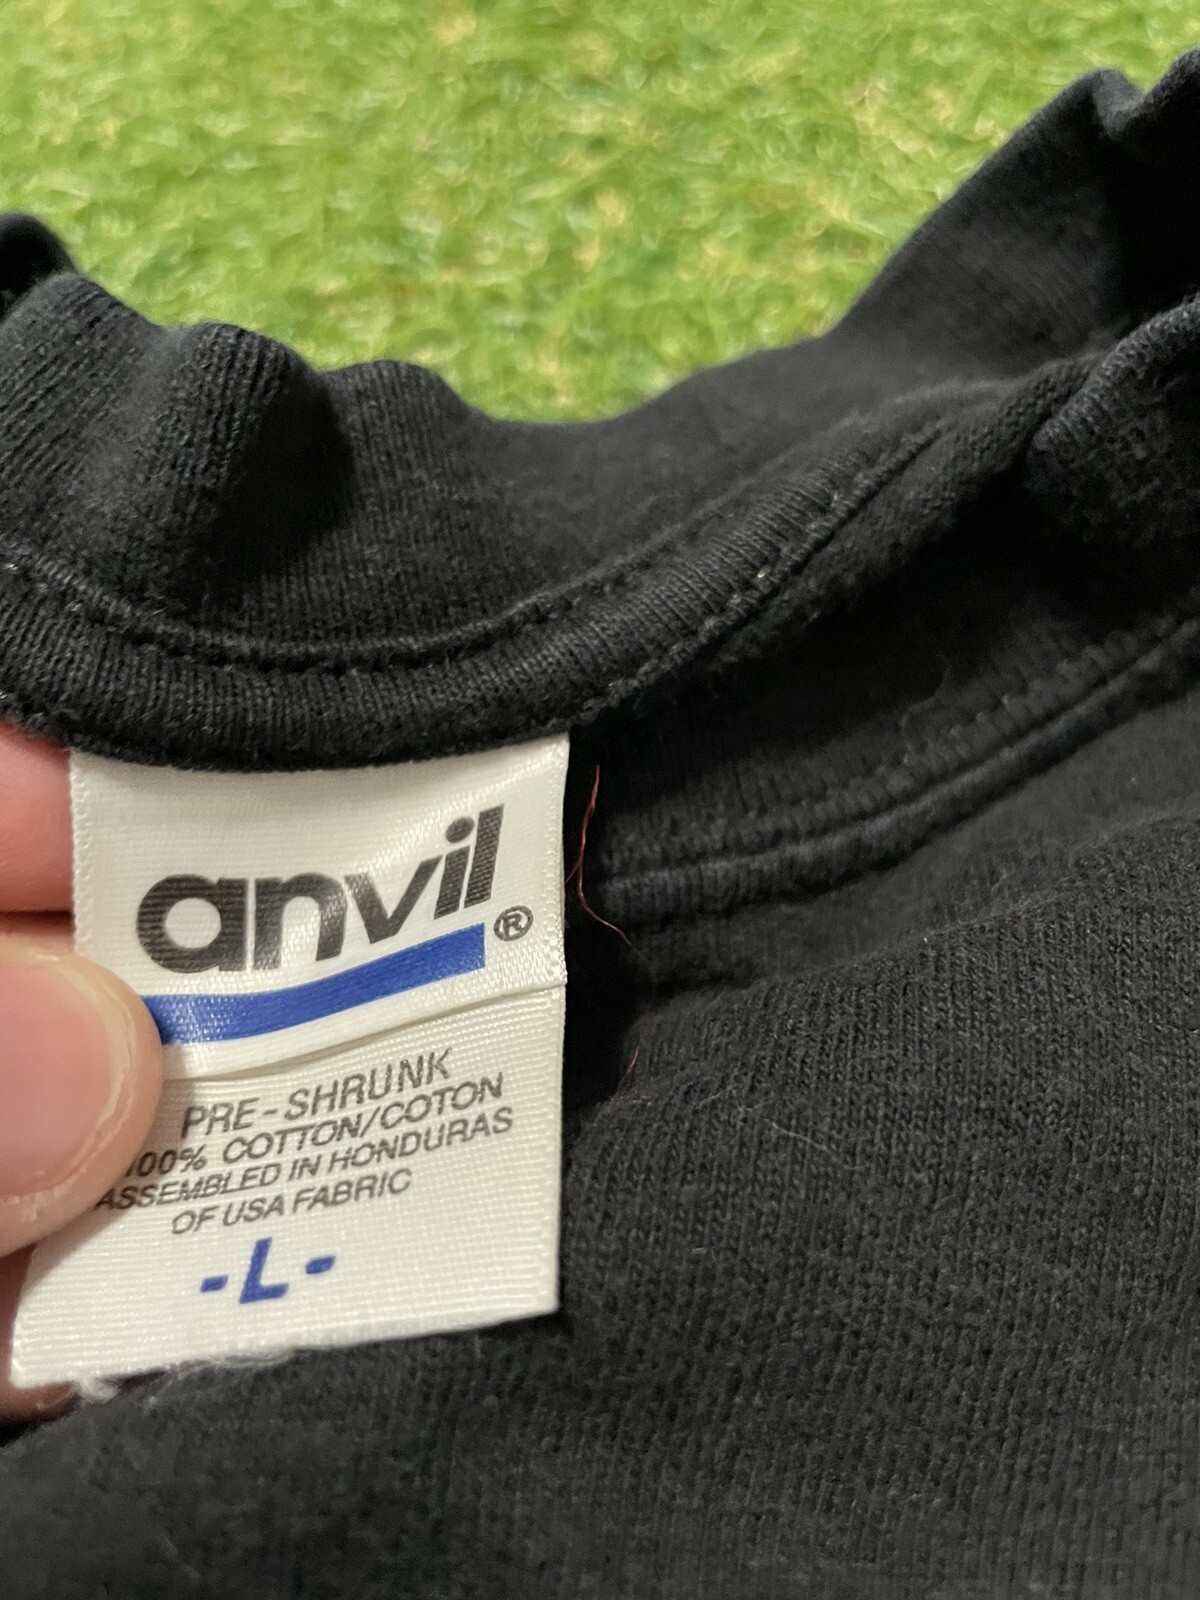 anvil®
PRE-SHRUNK
100% COTTON/COTON
ASSEMBLED IN HONDURAS
OF USA FABRIC
-L-